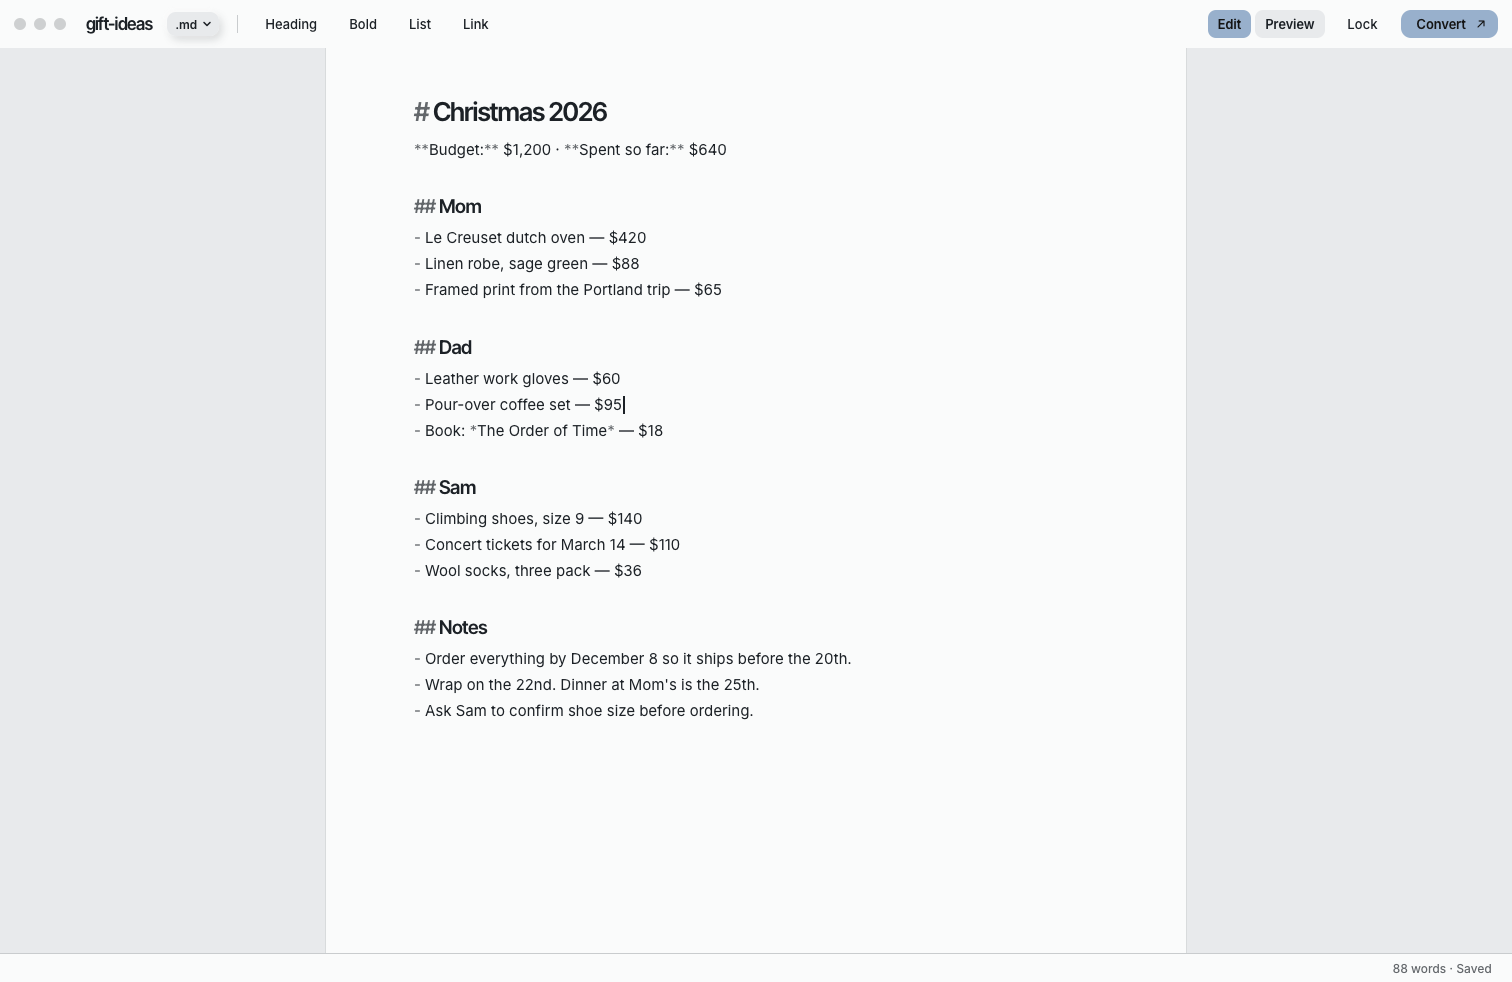 gift-ideas .md Heading Bold List Link Edit Preview Lock Convert
# Christmas 2026
**Budget:** $1,200 · **Spent so far:** $640
## Mom
- Le Creuset dutch oven — $420
- Linen robe, sage green — $88
- Framed print from the Portland trip — $65
## Dad
- Leather work gloves — $60
- Pour-over coffee set — $95
- Book: *The Order of Time* — $18
## Sam
- Climbing shoes, size 9 — $140
- Concert tickets for March 14 — $110
- Wool socks, three pack — $36
## Notes
- Order everything by December 8 so it ships before the 20th.
- Wrap on the 22nd. Dinner at Mom's is the 25th.
- Ask Sam to confirm shoe size before ordering.
88 words · Saved